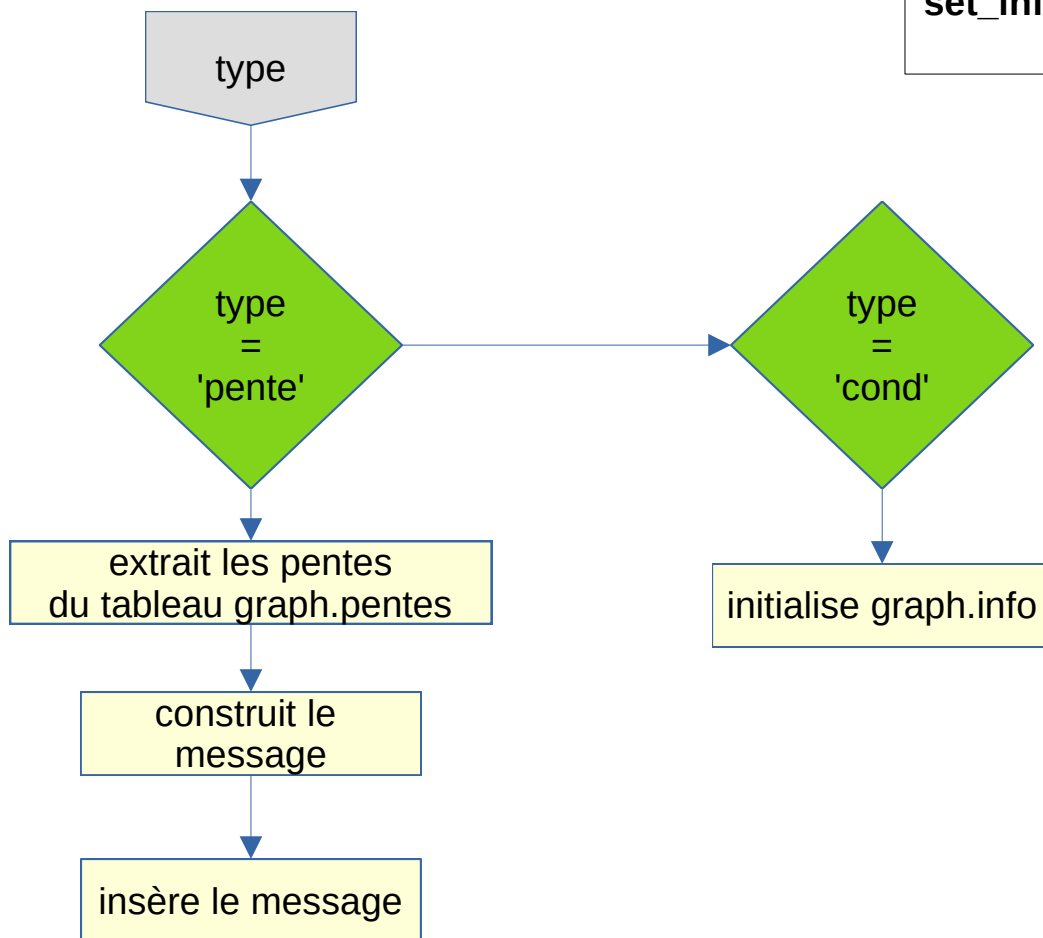 type
type
=
'pente'
type
=
'cond'
extrait les pentes
du tableau graph.pentes
initialise graph.info
construit le
message
insère le message